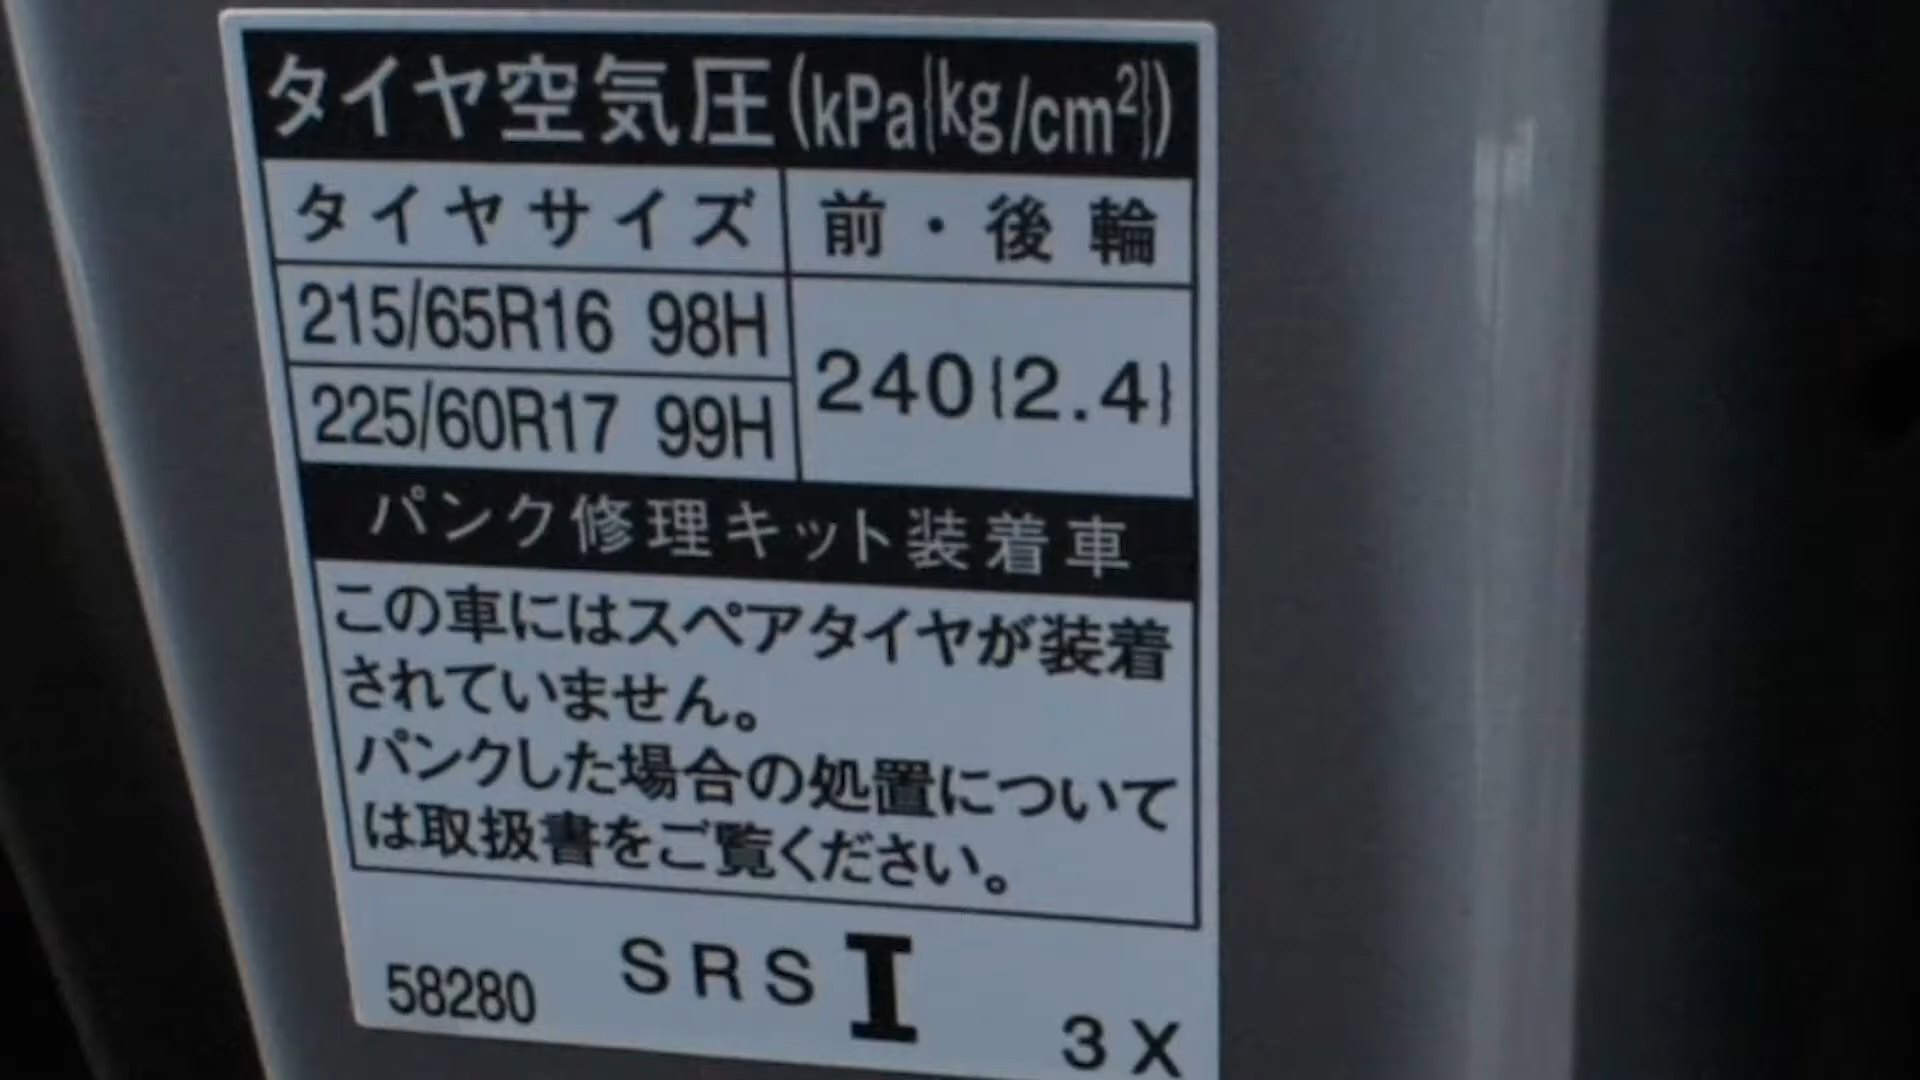 タイヤ空気圧(kPa{kg/cm²})
タイヤサイズ 前・後輪
215/65R16 98H
240{2.4}
225/60R17 99H
パンク修理キット装着車
この車にはスペアタイヤが装着
されていません。
パンクした場合の処置について
は取扱書をご覧ください。
58280 SRS I 3X